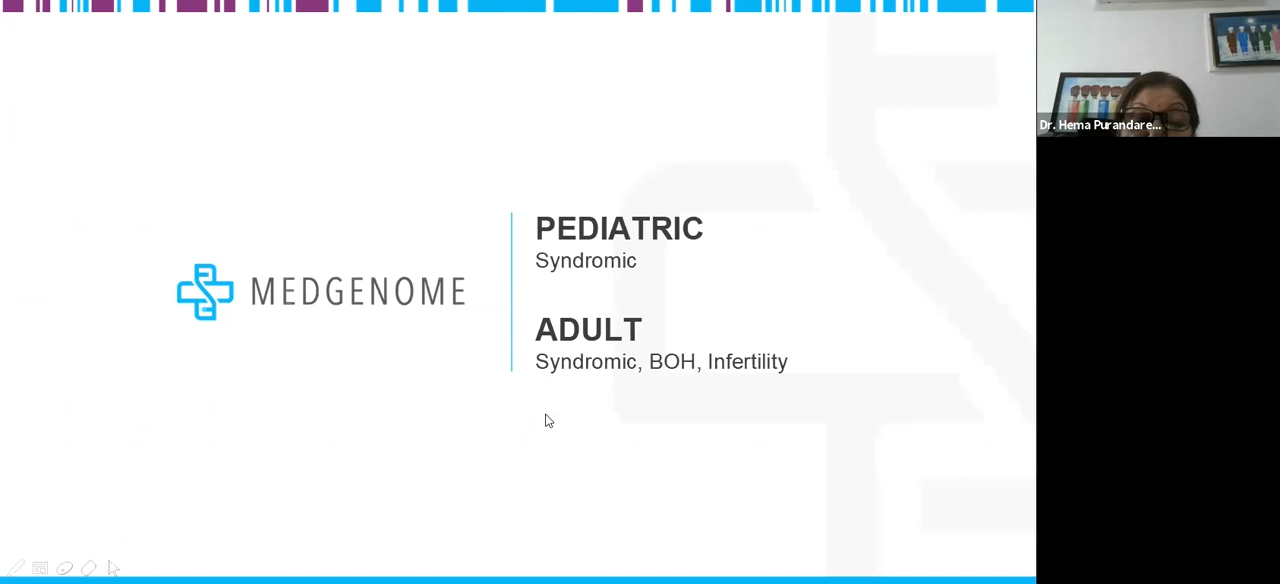 MEDGENOME
PEDIATRIC
Syndromic
ADULT
Syndromic, BOH, Infertility
Dr. Hema Purandare...